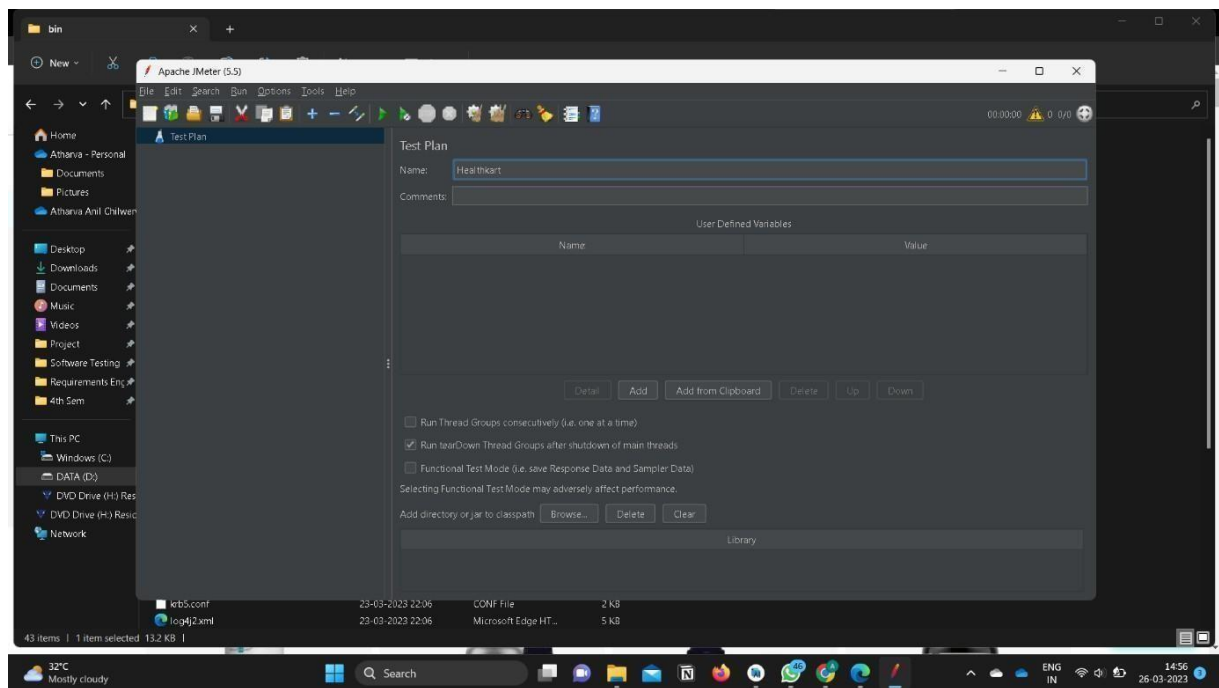 bin
New
Apache JMeter (5.5)
File Edit Search Run Options Tools Help
00:00:00 0 0/0
Home
Atharva - Personal
Documents
Pictures
Atharva Anil Chilwer
Desktop
Downloads
Documents
Music
Videos
Project
Software Testing
Requirements Eng
4th Sem
This PC
Windows (C:)
DATA (D:)
DVD Drive (H:) Res
DVD Drive (H:) Resic
Network
Test Plan
Test Plan
Name: Healthkart
Comments:
User Defined Variables
Name: Value
Detail Add Add from Clipboard Delete Up Down
Run Thread Groups consecutively (i.e. one at a time)
Run tearDown Thread Groups after shutdown of main threads
Functional Test Mode (i.e. save Response Data and Sampler Data)
Selecting Functional Test Mode may adversely affect performance.
Add directory or jar to classpath Browse... Delete Clear
Library
krb5.conf 23-03-2023 22:06 CONF File 2 KB
log4j2.xml 23-03-2023 22:06 Microsoft Edge HT... 5 KB
43 items | 1 item selected 13.2 KB |
32°C
Mostly cloudy
Search
46
ENG
IN
14:56
26-03-2023
1